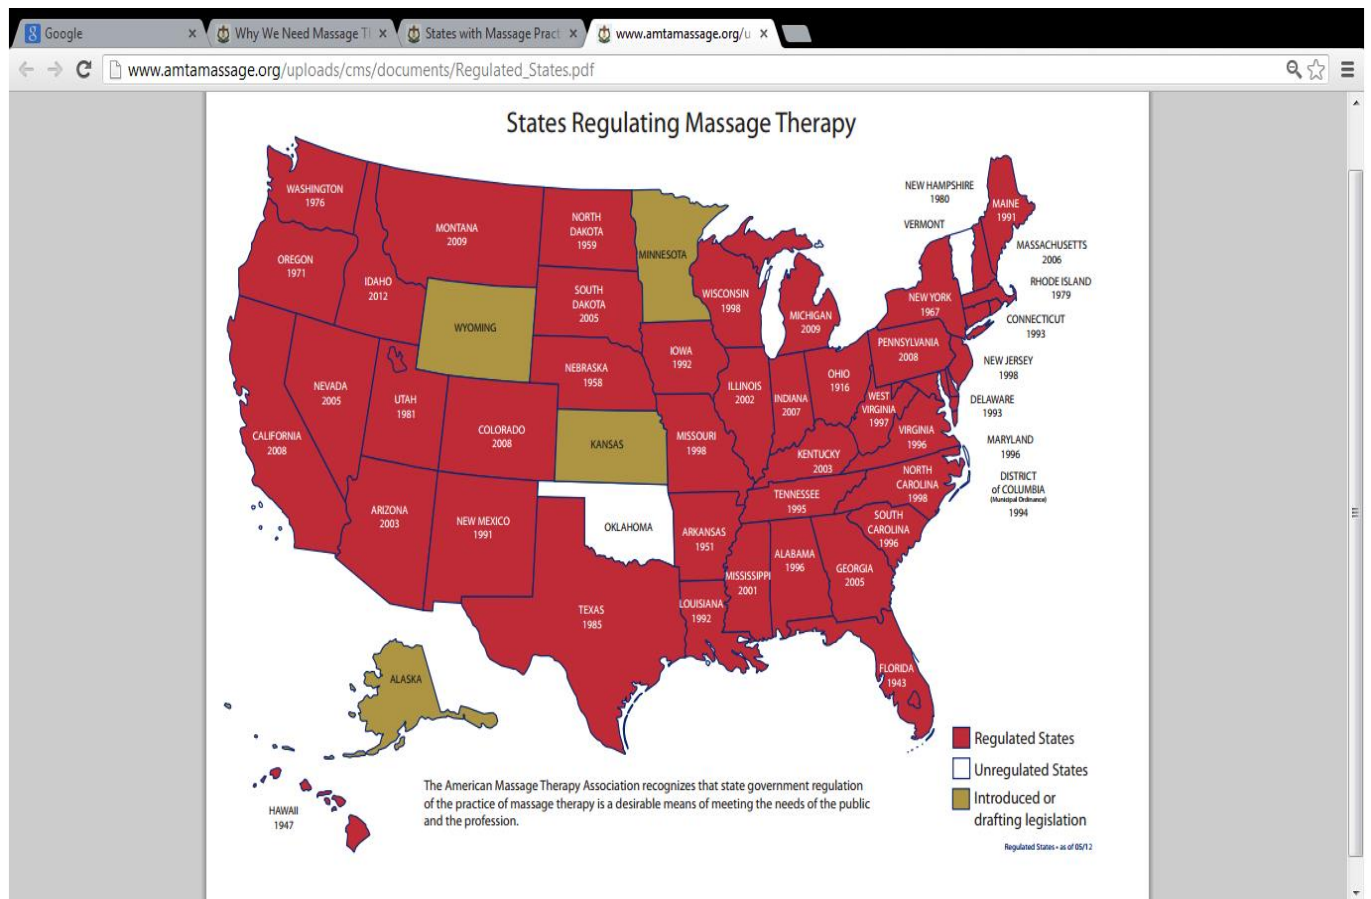 Google
Why We Need Massage T
States with Massage Pract
www.amtamassage.org/u
www.amtamassage.org/uploads/cms/documents/Regulated_States.pdf
States Regulating Massage Therapy
WASHINGTON
1976
OREGON
1971
IDAHO
2012
MONTANA
2009
NORTH
DAKOTA
1959
MINNESOTA
SOUTH
DAKOTA
2005
WYOMING
WISCONSIN
1998
MICHIGAN
2009
NEW HAMPSHIRE
1980
VERMONT
MAINE
1991
MASSACHUSETTS
2006
RHODE ISLAND
1979
CONNECTICUT
1993
NEW YORK
1967
PENNSYLVANIA
2008
NEW JERSEY
1998
DELAWARE
1993
MARYLAND
1996
DISTRICT
of COLUMBIA
(Municipal Ordinance)
1994
CALIFORNIA
2008
NEVADA
2005
UTAH
1981
COLORADO
2008
NEBRASKA
1958
IOWA
1992
ILLINOIS
2002
INDIANA
2007
OHIO
1916
WEST
VIRGINIA
1997
VIRGINIA
1996
KANSAS
MISSOURI
1998
KENTUCKY
2003
NORTH
CAROLINA
1998
TENNESSEE
1995
SOUTH
CAROLINA
1996
ARIZONA
2003
NEW MEXICO
1991
OKLAHOMA
ARKANSAS
1951
MISSISSIPPI
2001
ALABAMA
1996
GEORGIA
2005
TEXAS
1985
LOUISIANA
1992
FLORIDA
1943
ALASKA
HAWAII
1947
The American Massage Therapy Association recognizes that state government regulation
of the practice of massage therapy is a desirable means of meeting the needs of the public
and the profession.
Regulated States
Unregulated States
Introduced or
drafting legislation
Regulated States • as of 05/12